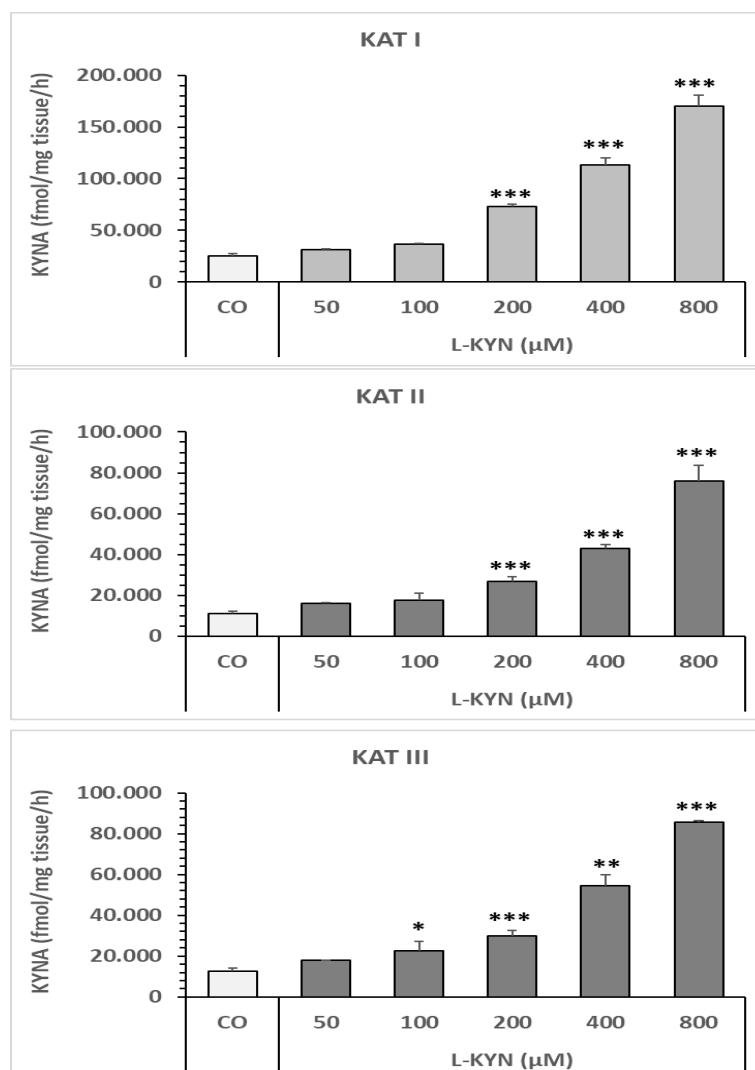 KAT I
KYNA (fmol/mg tissue/h)
200.000
150.000
100.000
50.000
0
***
***
***
CO 50 100 200 400 800
L-KYN (µM)
KAT II
KYNA (fmol/mg tissue/h)
100.000
80.000
60.000
40.000
20.000
0
***
***
***
CO 50 100 200 400 800
L-KYN (µM)
KAT III
KYNA (fmol/mg tissue/h)
100.000
80.000
60.000
40.000
20.000
0
*
***
**
***
CO 50 100 200 400 800
L-KYN (µM)